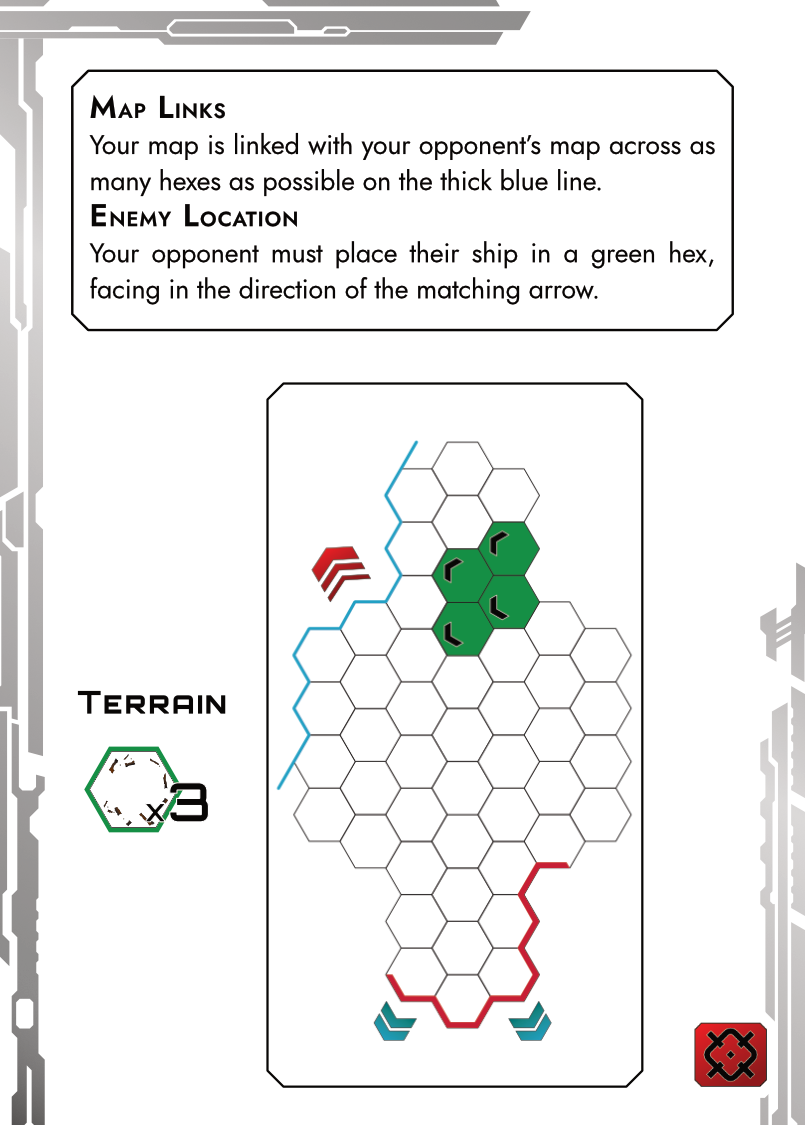 Map Links
Your map is linked with your opponent's map across as
many hexes as possible on the thick blue line.
Enemy Location
Your opponent must place their ship in a green hex,
facing in the direction of the matching arrow.
Terrain
x3